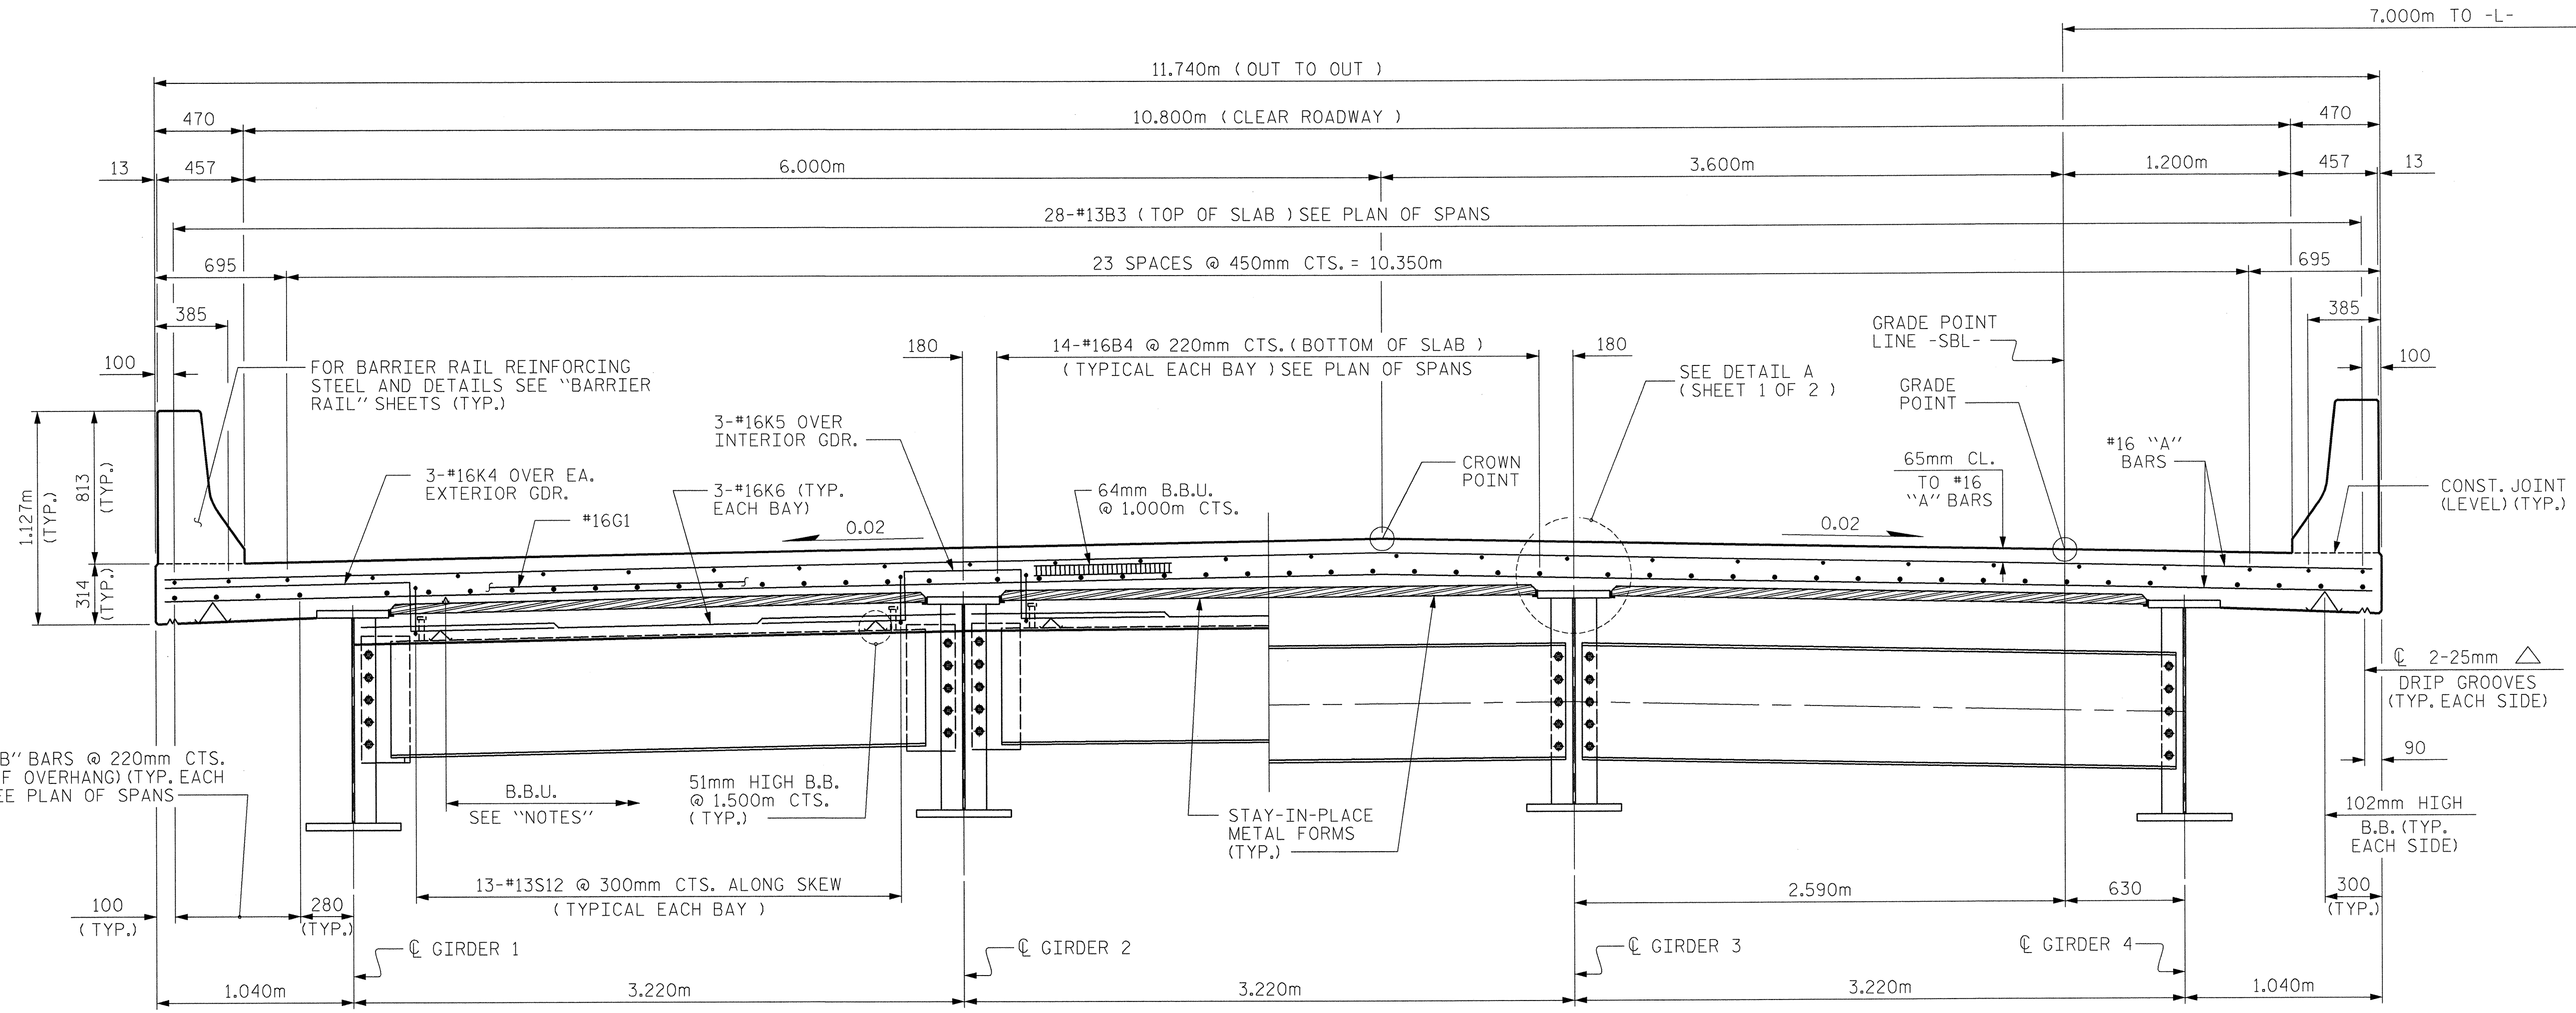 7.000m TO -L-
11.740m ( OUT TO OUT )
470
10.800m ( CLEAR ROADWAY )
470
13
457
6.000m
3.600m
1.200m
457
13
28-#13B3 ( TOP OF SLAB ) SEE PLAN OF SPANS
695
23 SPACES @ 450mm CTS. = 10.350m
695
385
385
100
100
FOR BARRIER RAIL REINFORCING
STEEL AND DETAILS SEE "BARRIER
RAIL" SHEETS (TYP.)
180
14-#16B4 @ 220mm CTS. ( BOTTOM OF SLAB )
( TYPICAL EACH BAY ) SEE PLAN OF SPANS
180
GRADE POINT
LINE -SBL-
SEE DETAIL A
( SHEET 1 OF 2 )
GRADE
POINT
1.127m
(TYP.)
813
(TYP.)
314
(TYP.)
3-#16K5 OVER
INTERIOR GDR.
3-#16K4 OVER EA.
EXTERIOR GDR.
#16G1
3-#16K6 (TYP.
EACH BAY)
64mm B.B.U.
@ 1.000m CTS.
CROWN
POINT
65mm CL.
TO #16
"A" BARS
#16 "A"
BARS
CONST. JOINT
(LEVEL) (TYP.)
0.02
0.02
℄ 2-25mm △
DRIP GROOVES
(TYP. EACH SIDE)
90
B" BARS @ 220mm CTS.
F OVERHANG) (TYP. EACH
EE PLAN OF SPANS
B.B.U.
SEE "NOTES"
51mm HIGH B.B.
@ 1.500m CTS.
( TYP.)
STAY-IN-PLACE
METAL FORMS
(TYP.)
102mm HIGH
B.B. (TYP.
EACH SIDE)
13-#13S12 @ 300mm CTS. ALONG SKEW
( TYPICAL EACH BAY )
2.590m
630
300
(TYP.)
100
( TYP.)
280
(TYP.)
℄ GIRDER 1
℄ GIRDER 2
℄ GIRDER 3
℄ GIRDER 4
1.040m
3.220m
3.220m
3.220m
1.040m